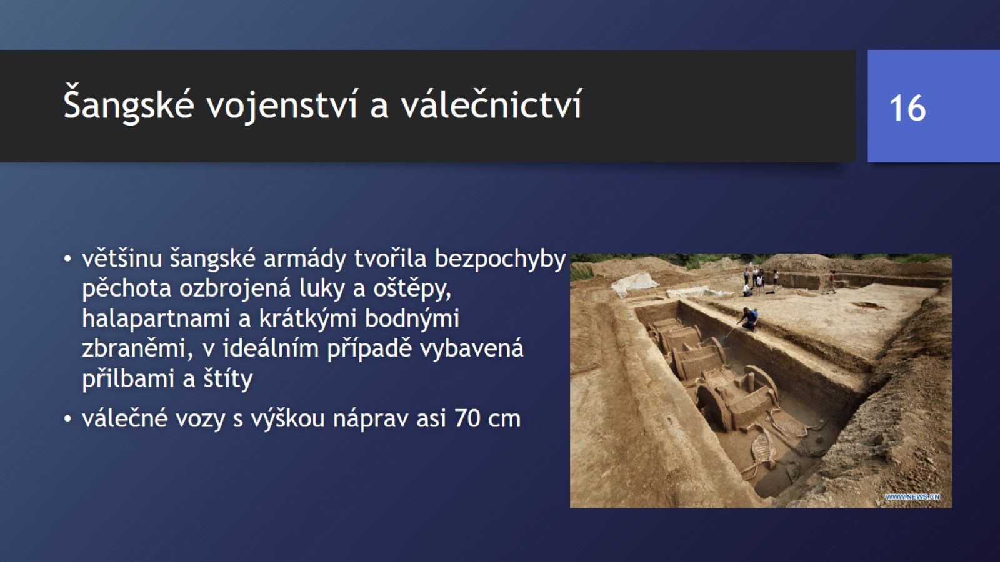 Šangské vojenství a válečnictví
16
• většinu šangské armády tvořila bezpochyby
pěchota ozbrojená luky a oštěpy,
halapartnami a krátkými bodnými
zbraněmi, v ideálním případě vybavená
přilbami a štíty
• válečné vozy s výškou náprav asi 70 cm
WWW.NEWS.CN